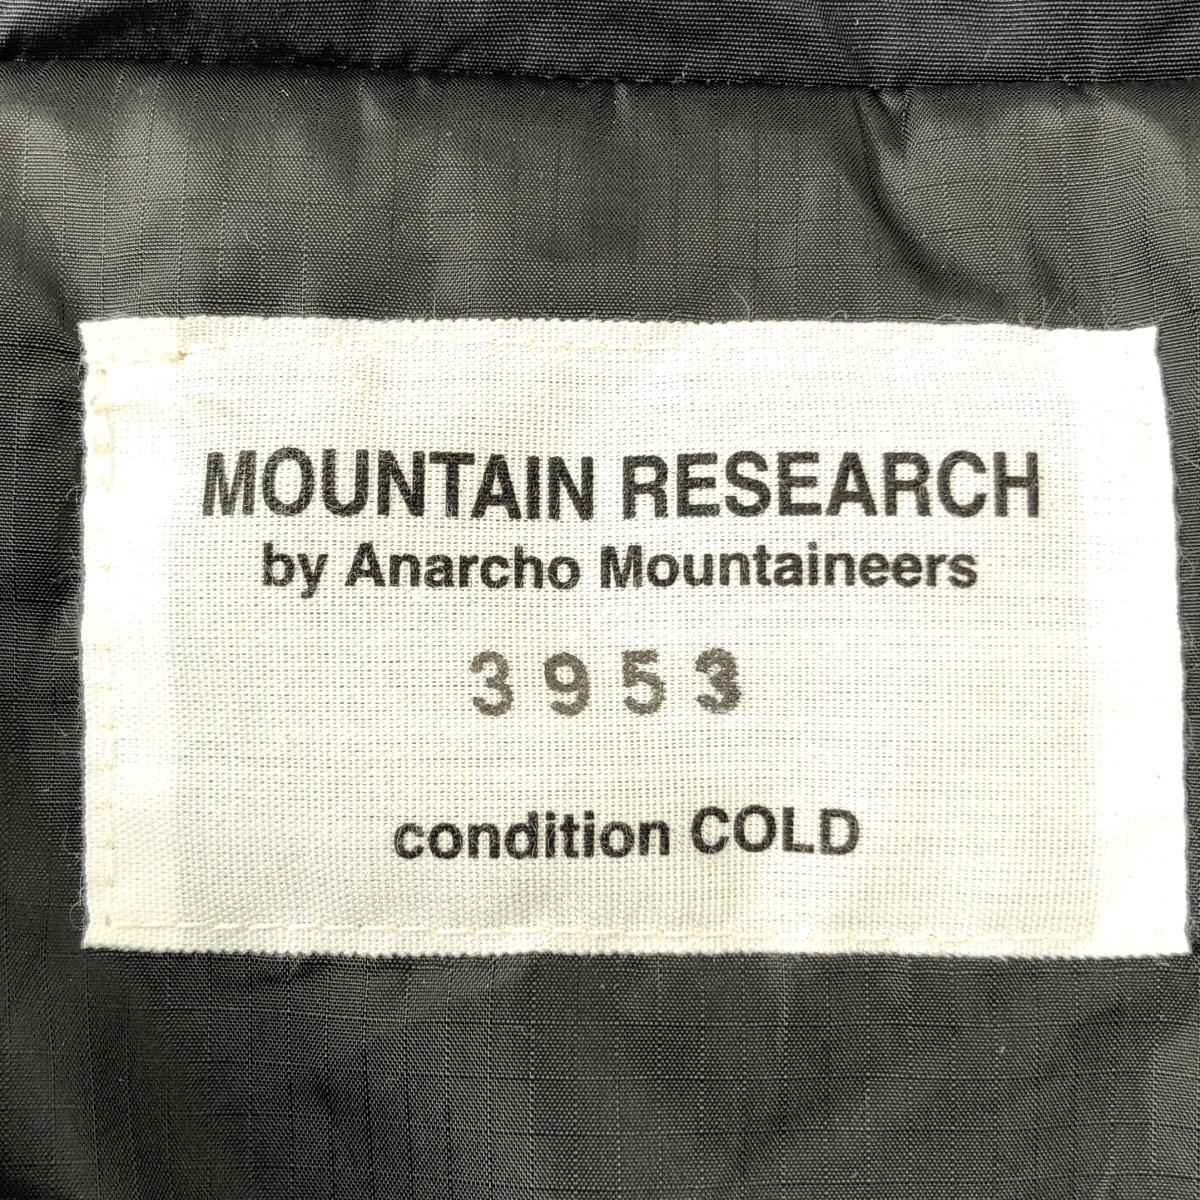 MOUNTAIN RESEARCH
by Anarcho Mountaineers
3953
condition COLD